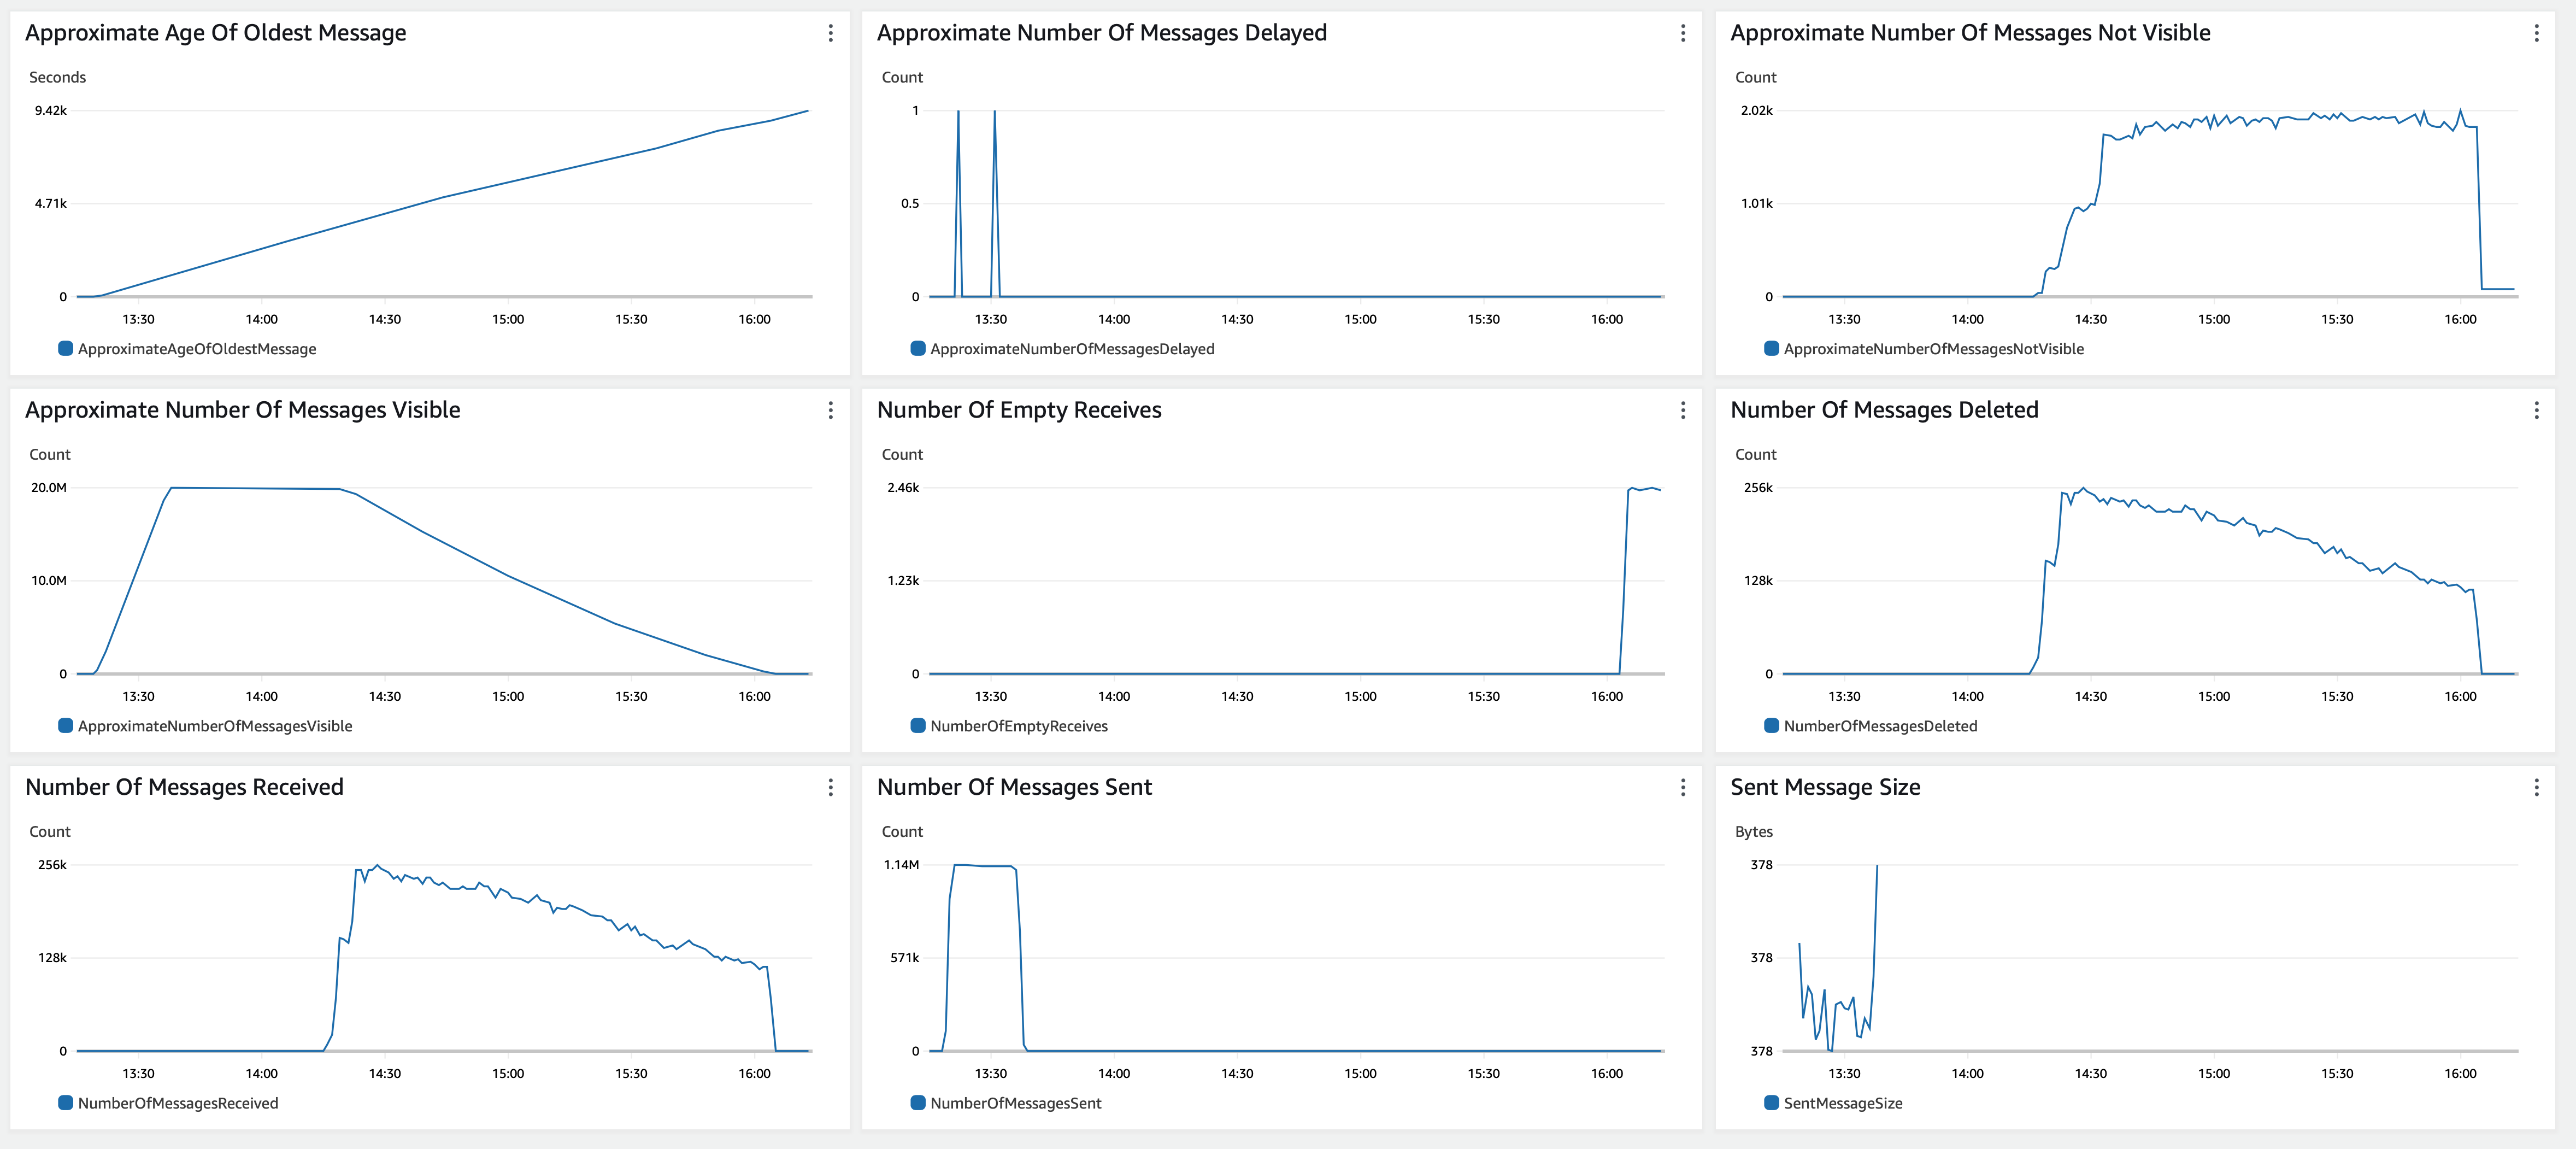 Approximate Age Of Oldest Message
Seconds
9.42k
4.71k
0
13:30 14:00 14:30 15:00 15:30 16:00
ApproximateAgeOfOldestMessage
Approximate Number Of Messages Delayed
Count
1
0.5
0
13:30 14:00 14:30 15:00 15:30 16:00
ApproximateNumberOfMessagesDelayed
Approximate Number Of Messages Not Visible
Count
2.02k
1.01k
0
13:30 14:00 14:30 15:00 15:30 16:00
ApproximateNumberOfMessagesNotVisible
Approximate Number Of Messages Visible
Count
20.0M
10.0M
0
13:30 14:00 14:30 15:00 15:30 16:00
ApproximateNumberOfMessagesVisible
Number Of Empty Receives
Count
2.46k
1.23k
0
13:30 14:00 14:30 15:00 15:30 16:00
NumberOfEmptyReceives
Number Of Messages Deleted
Count
256k
128k
0
13:30 14:00 14:30 15:00 15:30 16:00
NumberOfMessagesDeleted
Number Of Messages Received
Count
256k
128k
0
13:30 14:00 14:30 15:00 15:30 16:00
NumberOfMessagesReceived
Number Of Messages Sent
Count
1.14M
571k
0
13:30 14:00 14:30 15:00 15:30 16:00
NumberOfMessagesSent
Sent Message Size
Bytes
378
378
378
13:30 14:00 14:30 15:00 15:30 16:00
SentMessageSize